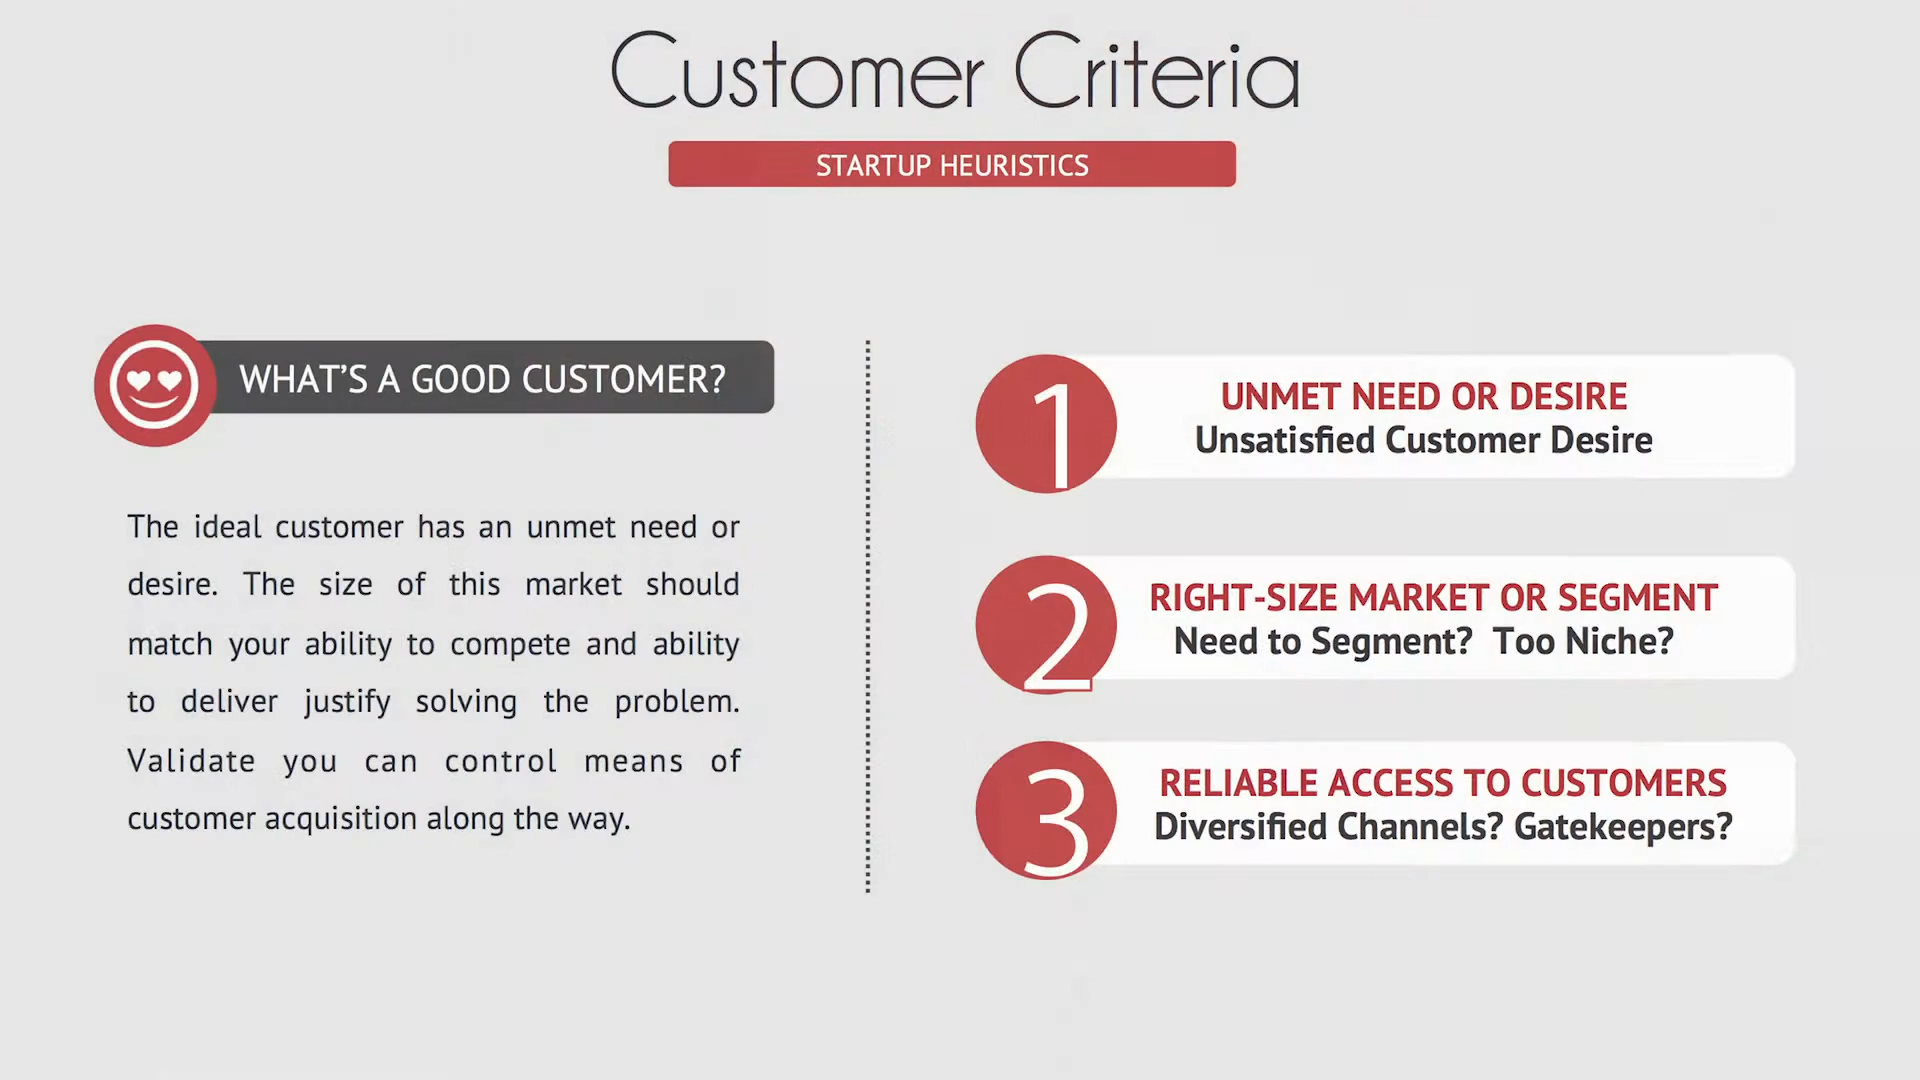 Customer Criteria
STARTUP HEURISTICS
WHAT’S A GOOD CUSTOMER?
The ideal customer has an unmet need or
desire. The size of this market should
match your ability to compete and ability
to deliver justify solving the problem.
Validate you can control means of
customer acquisition along the way.
1
UNMET NEED OR DESIRE
Unsatisfied Customer Desire
2
RIGHT-SIZE MARKET OR SEGMENT
Need to Segment? Too Niche?
3
RELIABLE ACCESS TO CUSTOMERS
Diversified Channels? Gatekeepers?